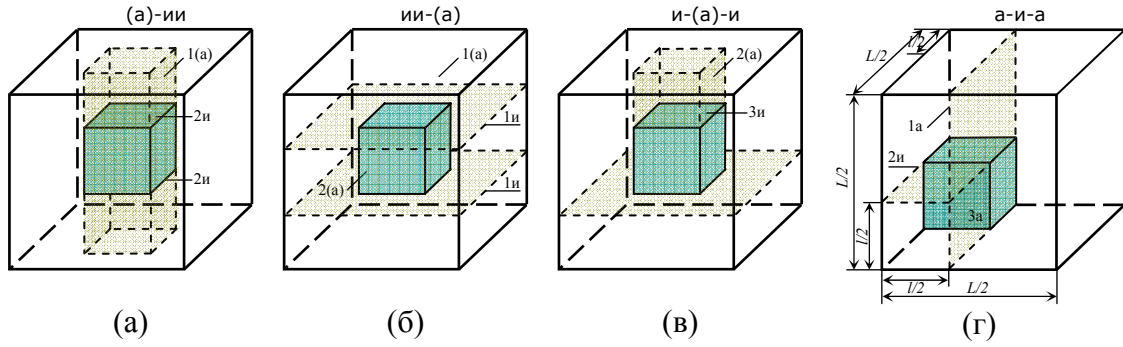 (а)-ии
ии-(а)
и-(а)-и
а-и-а
1(а)
2и
2и
1(а)
1и
2(а)
1и
2(а)
3и
L/2
l/2
1а
2и
L/2
l/2
3а
l/2
L/2
(а)
(б)
(в)
(г)